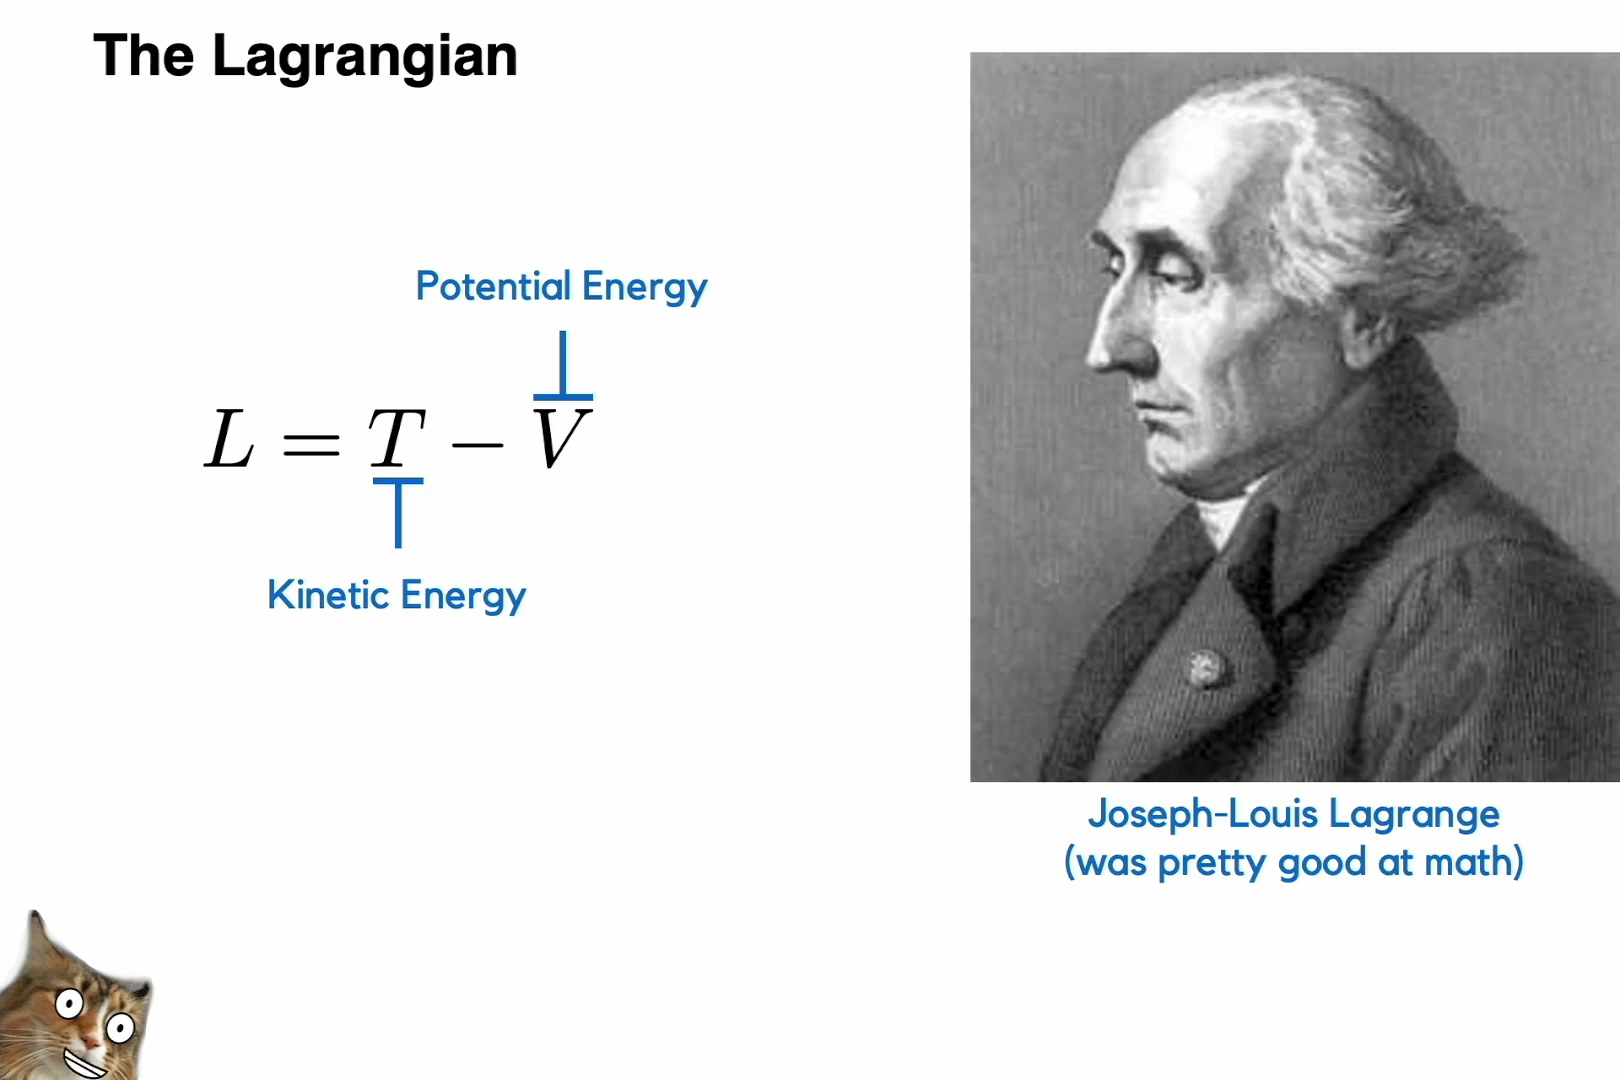 The Lagrangian
Potential Energy
L = T − V
Kinetic Energy
Joseph-Louis Lagrange
(was pretty good at math)